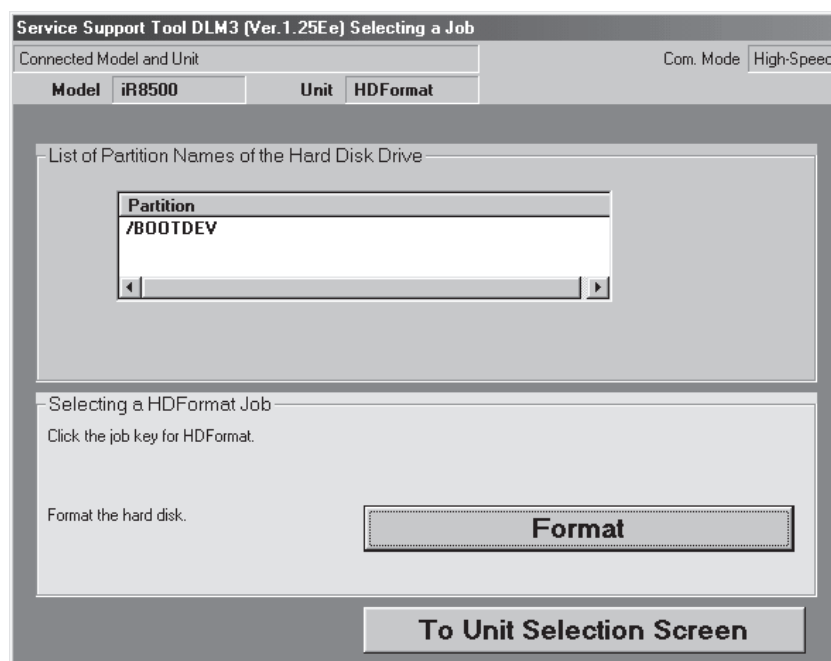 Service Support Tool DLM3 (Ver.1.25Ee) Selecting a Job
Connected Model and Unit Com. Mode High-Speed
Model iR8500 Unit HDFormat
List of Partition Names of the Hard Disk Drive
Partition
/BOOTDEV
Selecting a HDFormat Job
Click the job key for HDFormat.
Format the hard disk. Format
To Unit Selection Screen